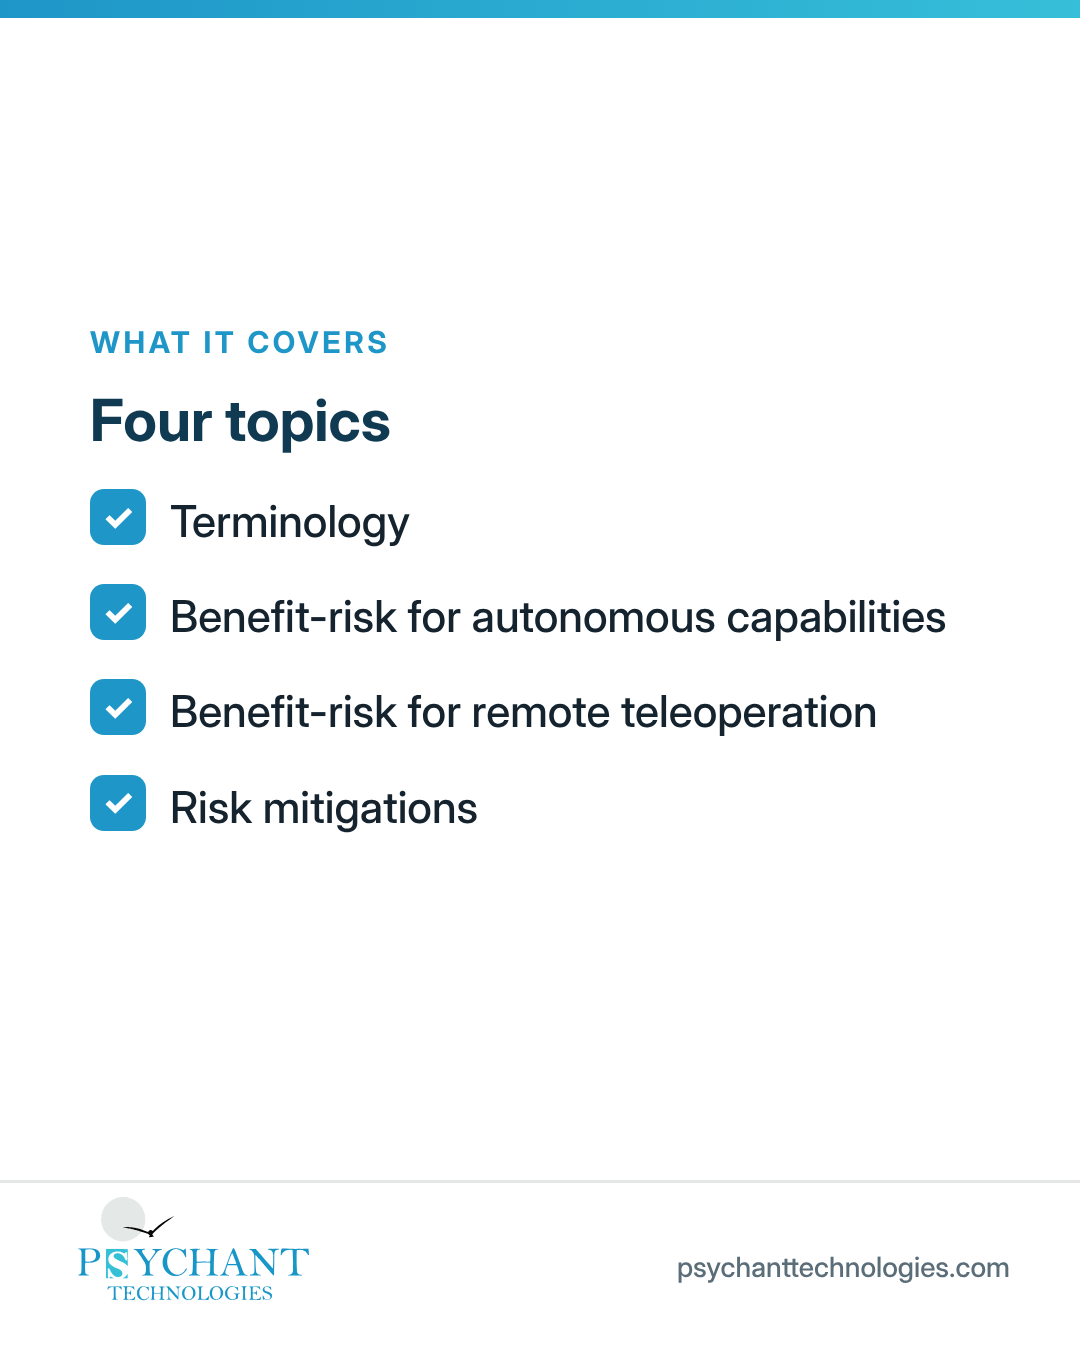 WHAT IT COVERS
Four topics
Terminology
Benefit-risk for autonomous capabilities
Benefit-risk for remote teleoperation
Risk mitigations
PSYCHANT
TECHNOLOGIES
psychanttechnologies.com